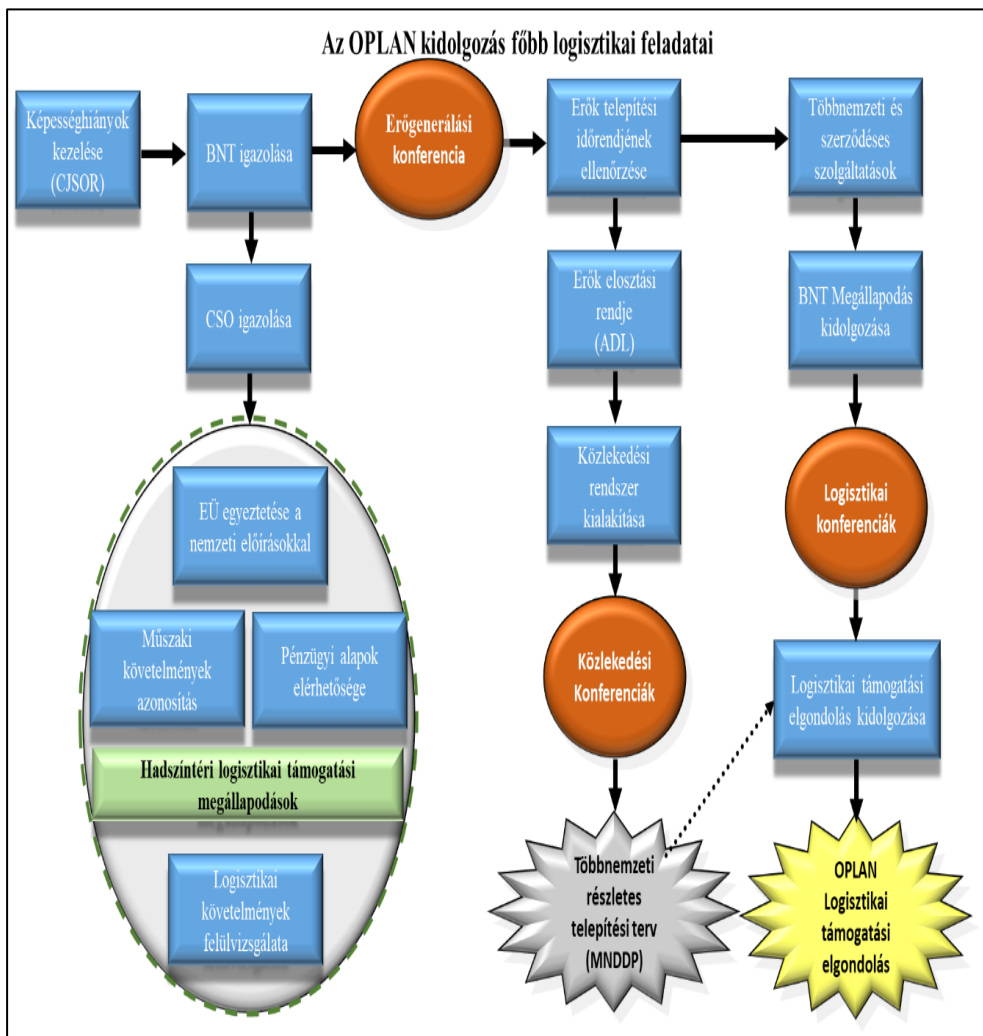 Az OPLAN kidolgozás főbb logisztikai feladatai
Képességhiányok
kezelése
(CJSOR)
BNT igazolása
Erőgenerálási
konferencia
Erők telepítési
időrendjének
ellenőrzése
Többnemzeti és
szerződéses
szolgáltatások
CSO igazolása
Erők elosztási
rendje
(ADL)
BNT Megállapodás
kidolgozása
EÜ egyeztetése a
nemzeti előírásokkal
Közlekedési
rendszer
kialakítása
Logisztikai
konferenciák
Műszaki
követelmények
azonosítás
Pénzügyi alapok
elérhetősége
Közlekedési
Konferenciák
Logisztikai támogatási
elgondolás kidolgozása
Hadszíntéri logisztikai támogatási
megállapodások
Logisztikai
követelmények
felülvizsgálata
Többnemzeti
részletes
telepítési terv
(MNDDP)
OPLAN
Logisztikai
támogatási
elgondolás